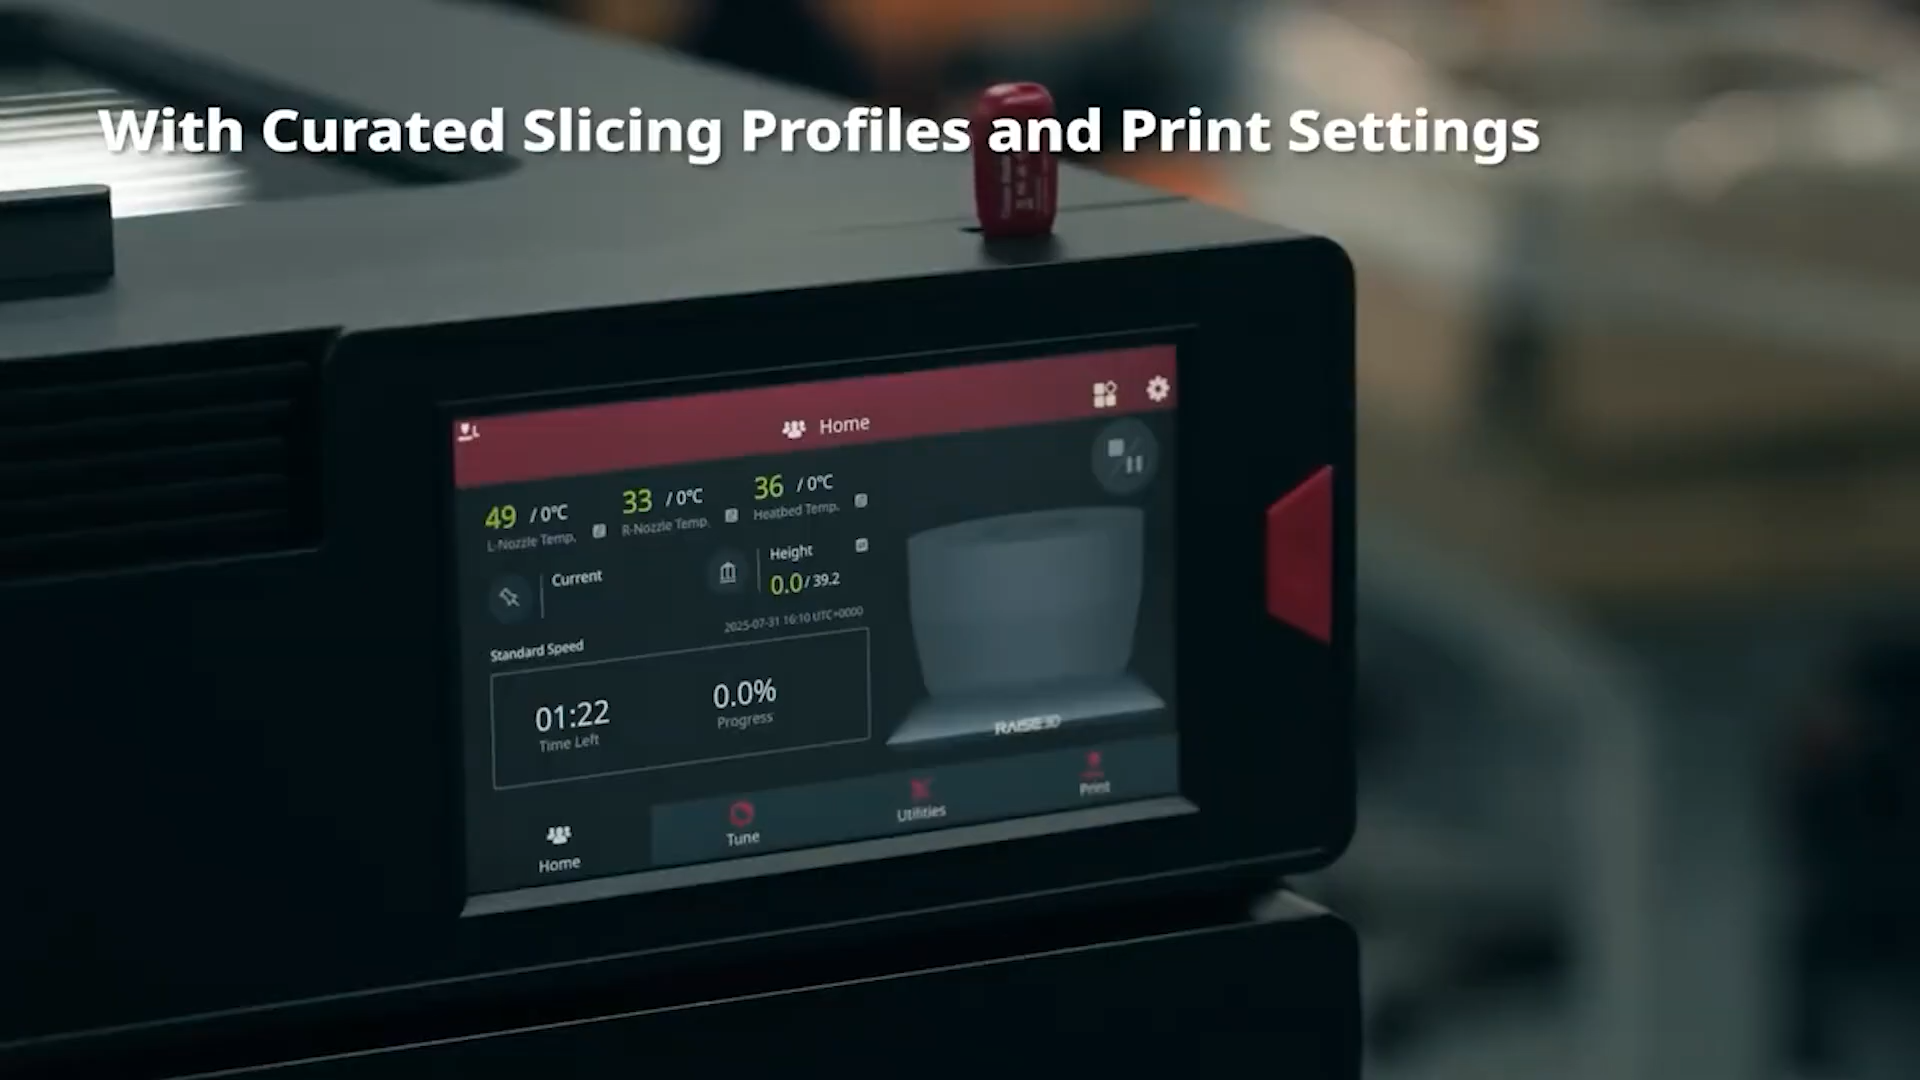 With Curated Slicing Profiles and Print Settings
Home
49 / 0℃
L-Nozzle Temp.
33 / 0℃
R-Nozzle Temp.
36 / 0℃
Heatbed Temp.
Current
Height
0.0 / 39.2
2025-07-31 16:10 UTC+0000
Standard Speed
01:22
Time Left
0.0%
Progress
RAISE3D
Home
Tune
Utilities
Print